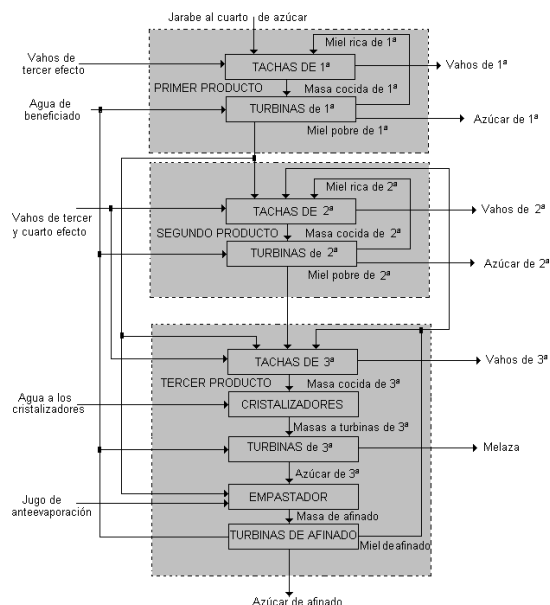 Jarabe al cuarto de azúcar
Miel rica de 1ª
Vahos de
tercer efecto
TACHAS DE 1ª
Vahos de 1ª
PRIMER PRODUCTO
Masa cocida de 1ª
Agua de
beneficiado
TURBINAS de 1ª
Azúcar de 1ª
Miel pobre de 1ª
Miel rica de 2ª
Vahos de tercer
y cuarto efecto
TACHAS DE 2ª
Vahos de 2ª
SEGUNDO PRODUCTO
Masa cocida de 2ª
TURBINAS de 2ª
Azúcar de 2ª
Miel pobre de 2ª
TACHAS DE 3ª
Vahos de 3ª
TERCER PRODUCTO
Masa cocida de 3ª
Agua a los
cristalizadores
CRISTALIZADORES
Masas a turbinas de 3ª
TURBINAS de 3ª
Melaza
Azúcar de 3ª
Jugo de
anteevaporación
EMPASTADOR
Masa de afinado
TURBINAS DE AFINADO
Miel de afinado
Azúcar de afinado